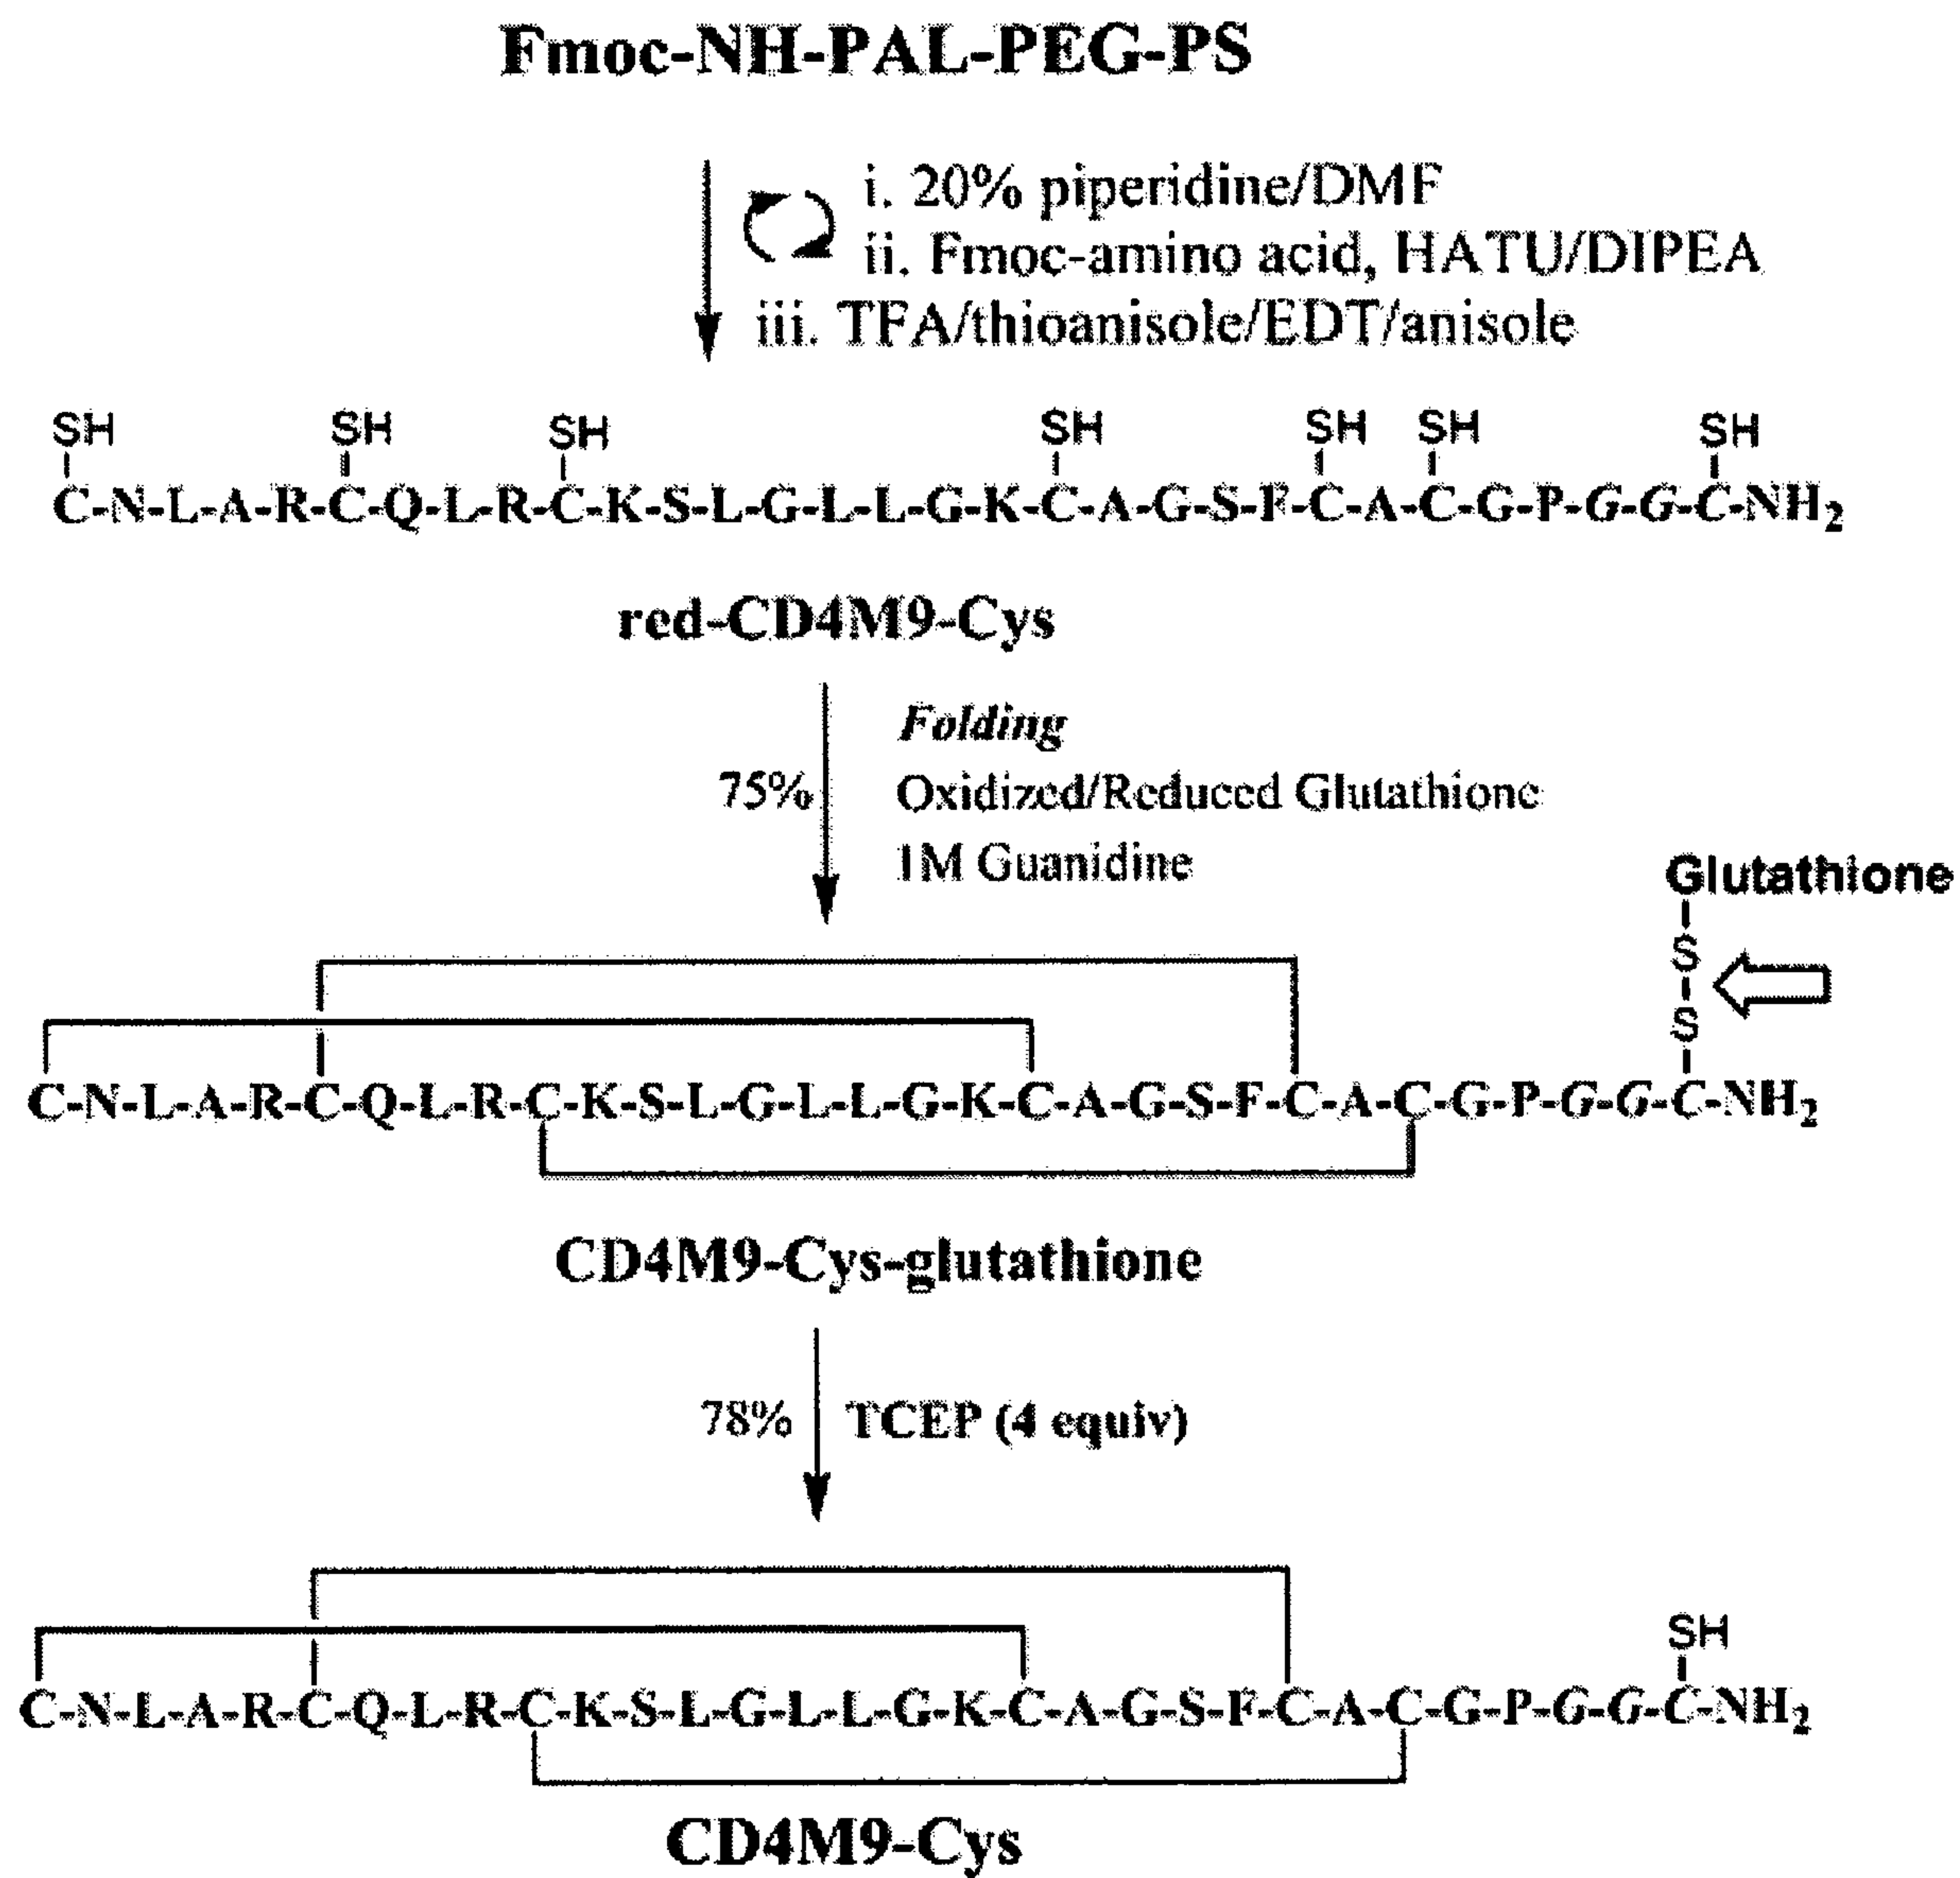 Fmoc-NH-PAL-PEG-PS
i. 20% piperidine/DMF
ii. Fmoc-amino acid, HATU/DIPEA
iii. TFA/thioanisole/EDT/anisole
SH SH SH SH SH SH SH
C-N-L-A-R-C-Q-L-R-C-K-S-L-G-L-L-G-K-C-A-G-S-F-C-A-C-G-P-G-G-C-NH2
red-CD4M9-Cys
Folding
75%
Oxidized/Reduced Glutathione
1M Guanidine
Glutathione
S
S
C-N-L-A-R-C-Q-L-R-C-K-S-L-G-L-L-G-K-C-A-G-S-F-C-A-C-G-P-G-G-C-NH2
CD4M9-Cys-glutathione
78% TCEP (4 equiv)
SH
C-N-L-A-R-C-Q-L-R-C-K-S-L-G-L-L-G-K-C-A-G-S-F-C-A-C-G-P-G-G-C-NH2
CD4M9-Cys